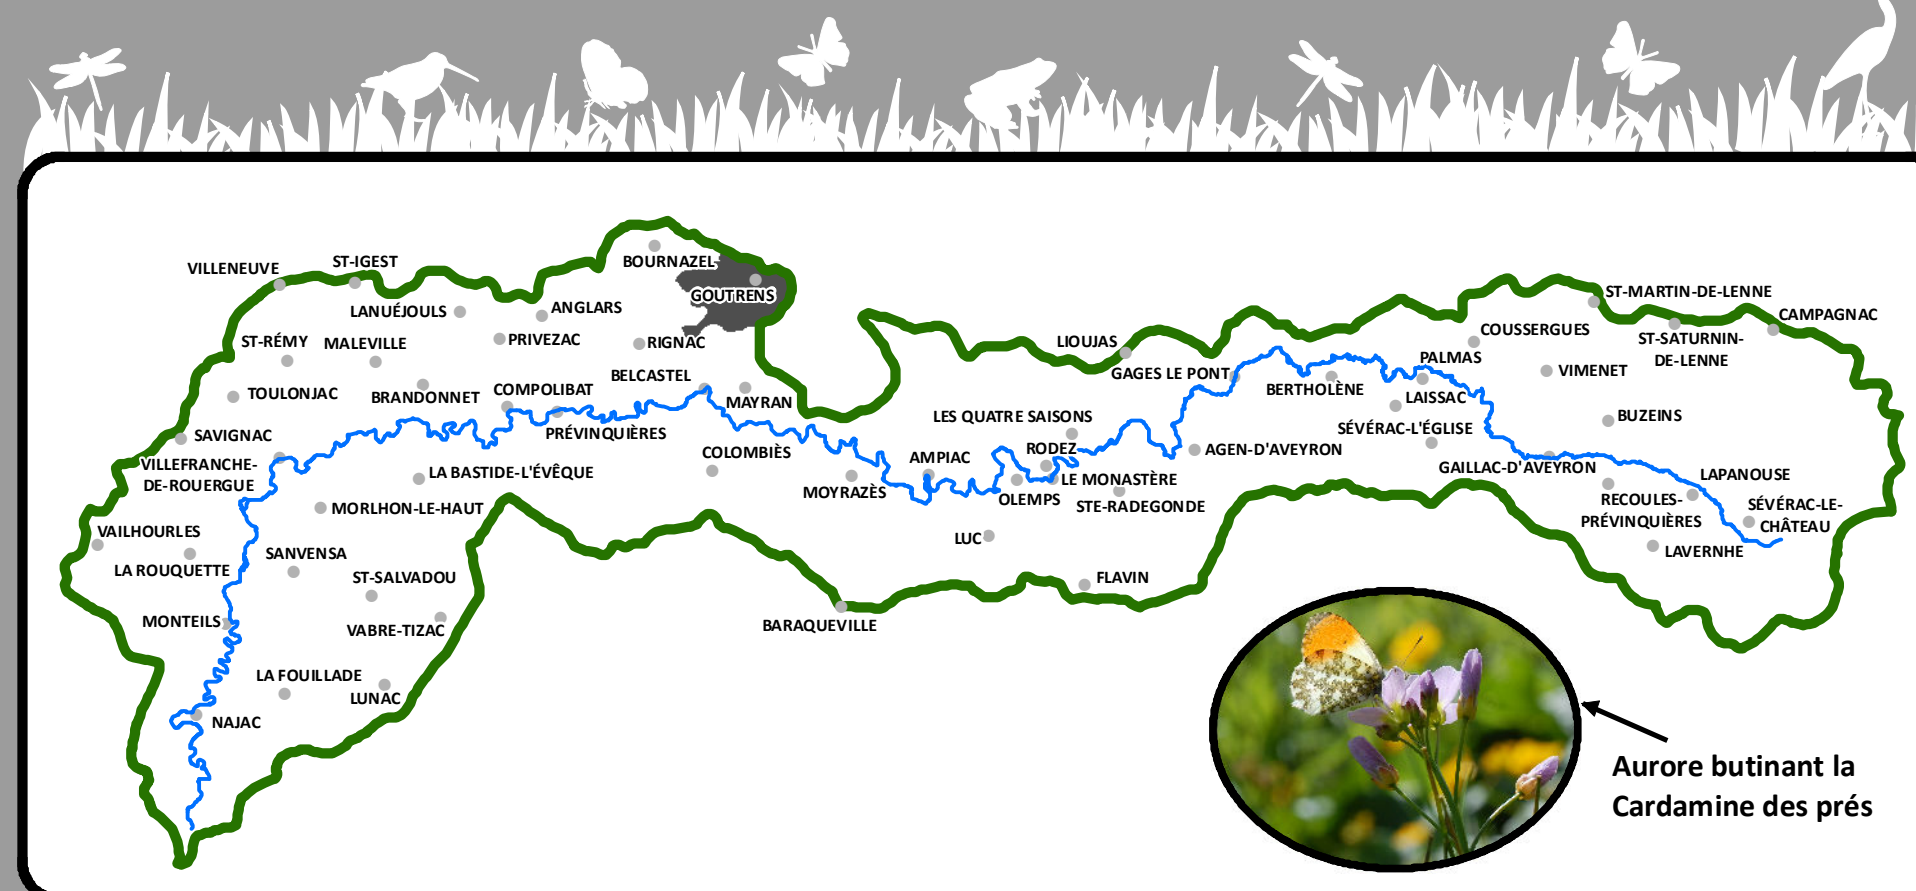 BOURNAZEL
ST-IGEST
VILLENEUVE
GOUTRENS
ST-MARTIN-DE-LENNE
LANUÉJOULS
ANGLARS
CAMPAGNAC
COUSSERGUES
ST-SATURNIN-
DE-LENNE
ST-RÉMY
MALEVILLE
PRIVEZAC
RIGNAC
LIOUJAS
PALMAS
VIMENET
GAGES LE PONT
BELCASTEL
BERTHOLÈNE
TOULONJAC
BRANDONNET
COMPOLIBAT
MAYRAN
LAISSAC
LES QUATRE SAISONS
BUZEINS
SÉVÉRAC-L'ÉGLISE
SAVIGNAC
PRÉVINQUIÈRES
COLOMBIÈS
AMPIAC
RODEZ
AGEN-D'AVEYRON
VILLEFRANCHE-
DE-ROUERGUE
LA BASTIDE-L'ÉVÊQUE
GAILLAC-D'AVEYRON
LAPANOUSE
LE MONASTÈRE
MOYRAZÈS
OLEMPS
STE-RADEGONDE
RECOULES-
PRÉVINQUIÈRES
SÉVÉRAC-LE-
CHÂTEAU
MORLHON-LE-HAUT
VAILHOURLES
LUC
LAVERNHE
SANVENSA
LA ROUQUETTE
ST-SALVADOU
FLAVIN
MONTEILS
VABRE-TIZAC
BARAQUEVILLE
LA FOUILLADE
LUNAC
NAJAC
Aurore butinant la
Cardamine des prés